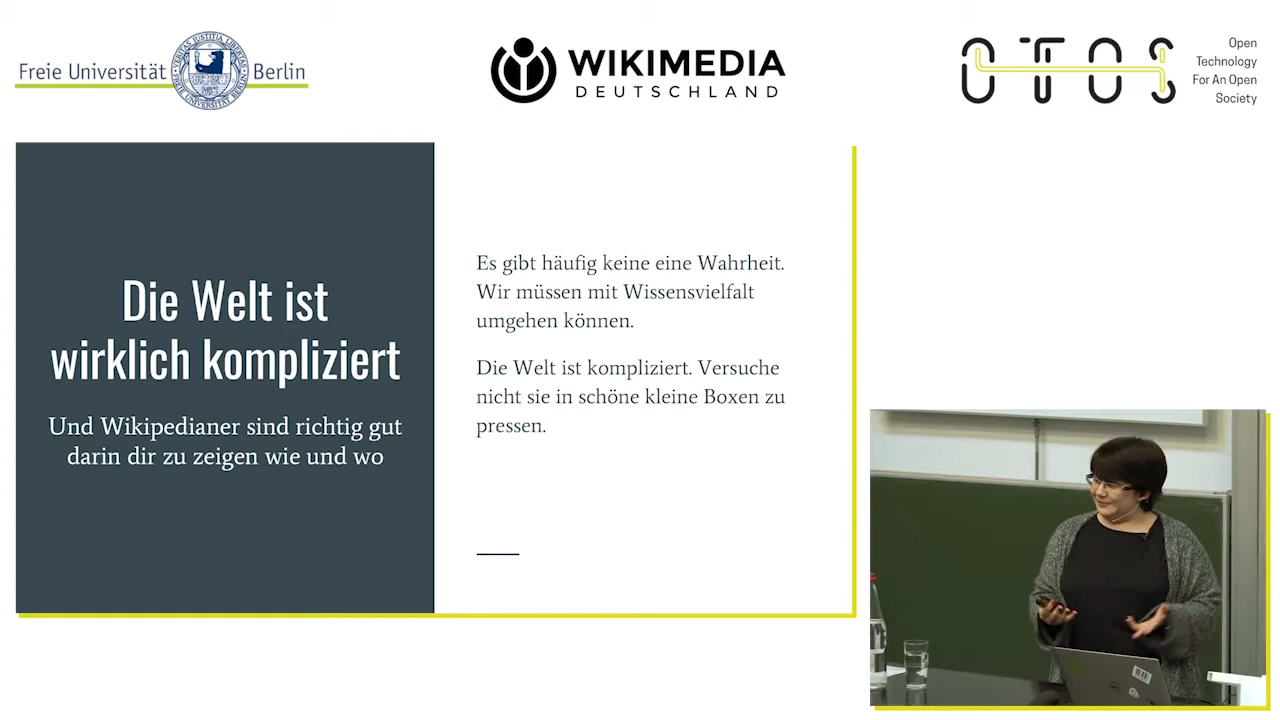 Freie Universität Berlin
WIKIMEDIA
DEUTSCHLAND
OTOS
Open
Technology
For An Open
Society
Die Welt ist
wirklich kompliziert
Und Wikipedianer sind richtig gut
darin dir zu zeigen wie und wo
Es gibt häufig keine eine Wahrheit.
Wir müssen mit Wissensvielfalt
umgehen können.
Die Welt ist kompliziert. Versuche
nicht sie in schöne kleine Boxen zu
pressen.